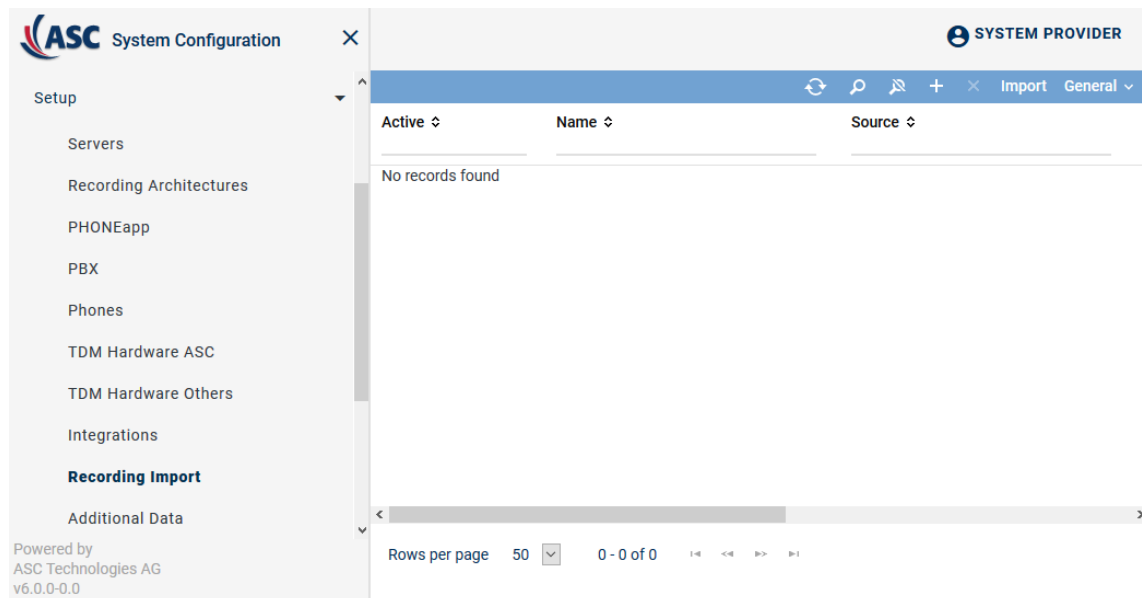 ASC System Configuration
SYSTEM PROVIDER
Setup
Servers
Recording Architectures
PHONEapp
PBX
Phones
TDM Hardware ASC
TDM Hardware Others
Integrations
Recording Import
Additional Data
Powered by
ASC Technologies AG
v6.0.0-0.0
Import General
Active Name Source
No records found
Rows per page 50 0 - 0 of 0